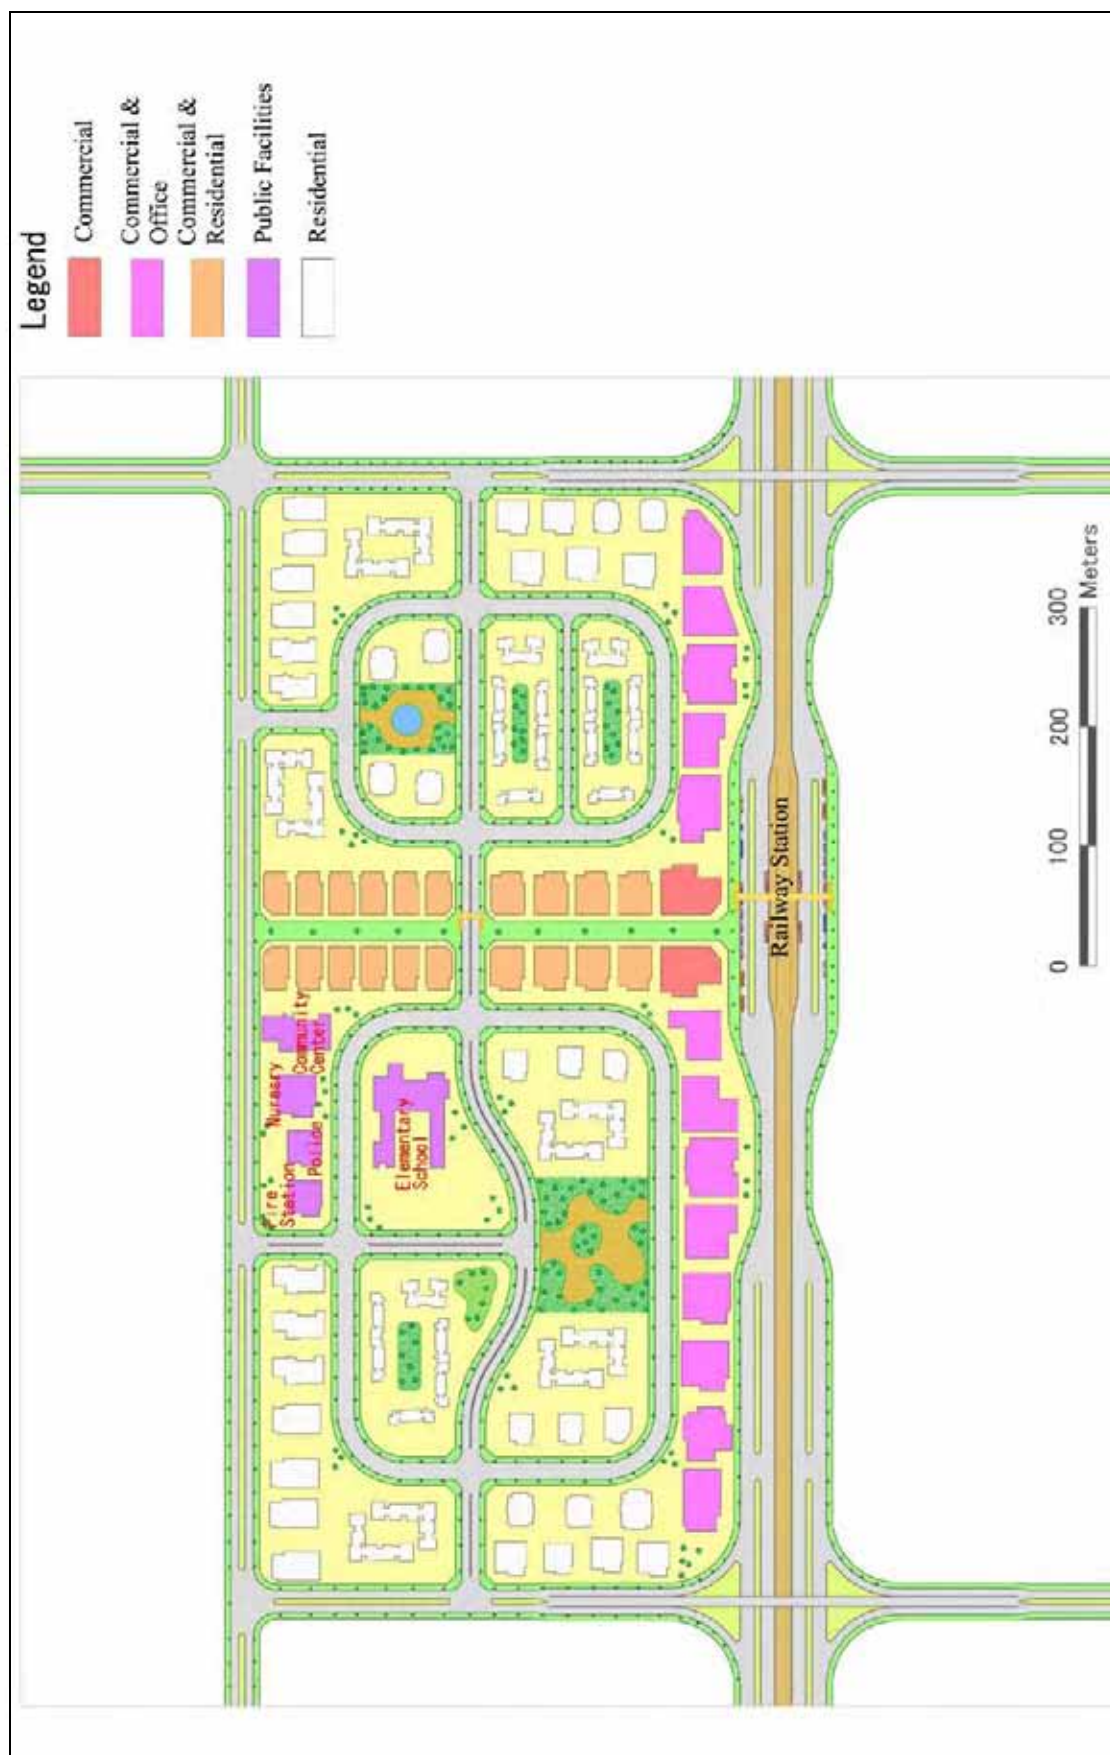 Legend
Commercial
Commercial &
Office
Commercial &
Residential
Public Facilities
Residential
Fire
Station
Police
Nurasry
Community
Center
Elementary
School
Railway Station
0
100
200
300
Meters